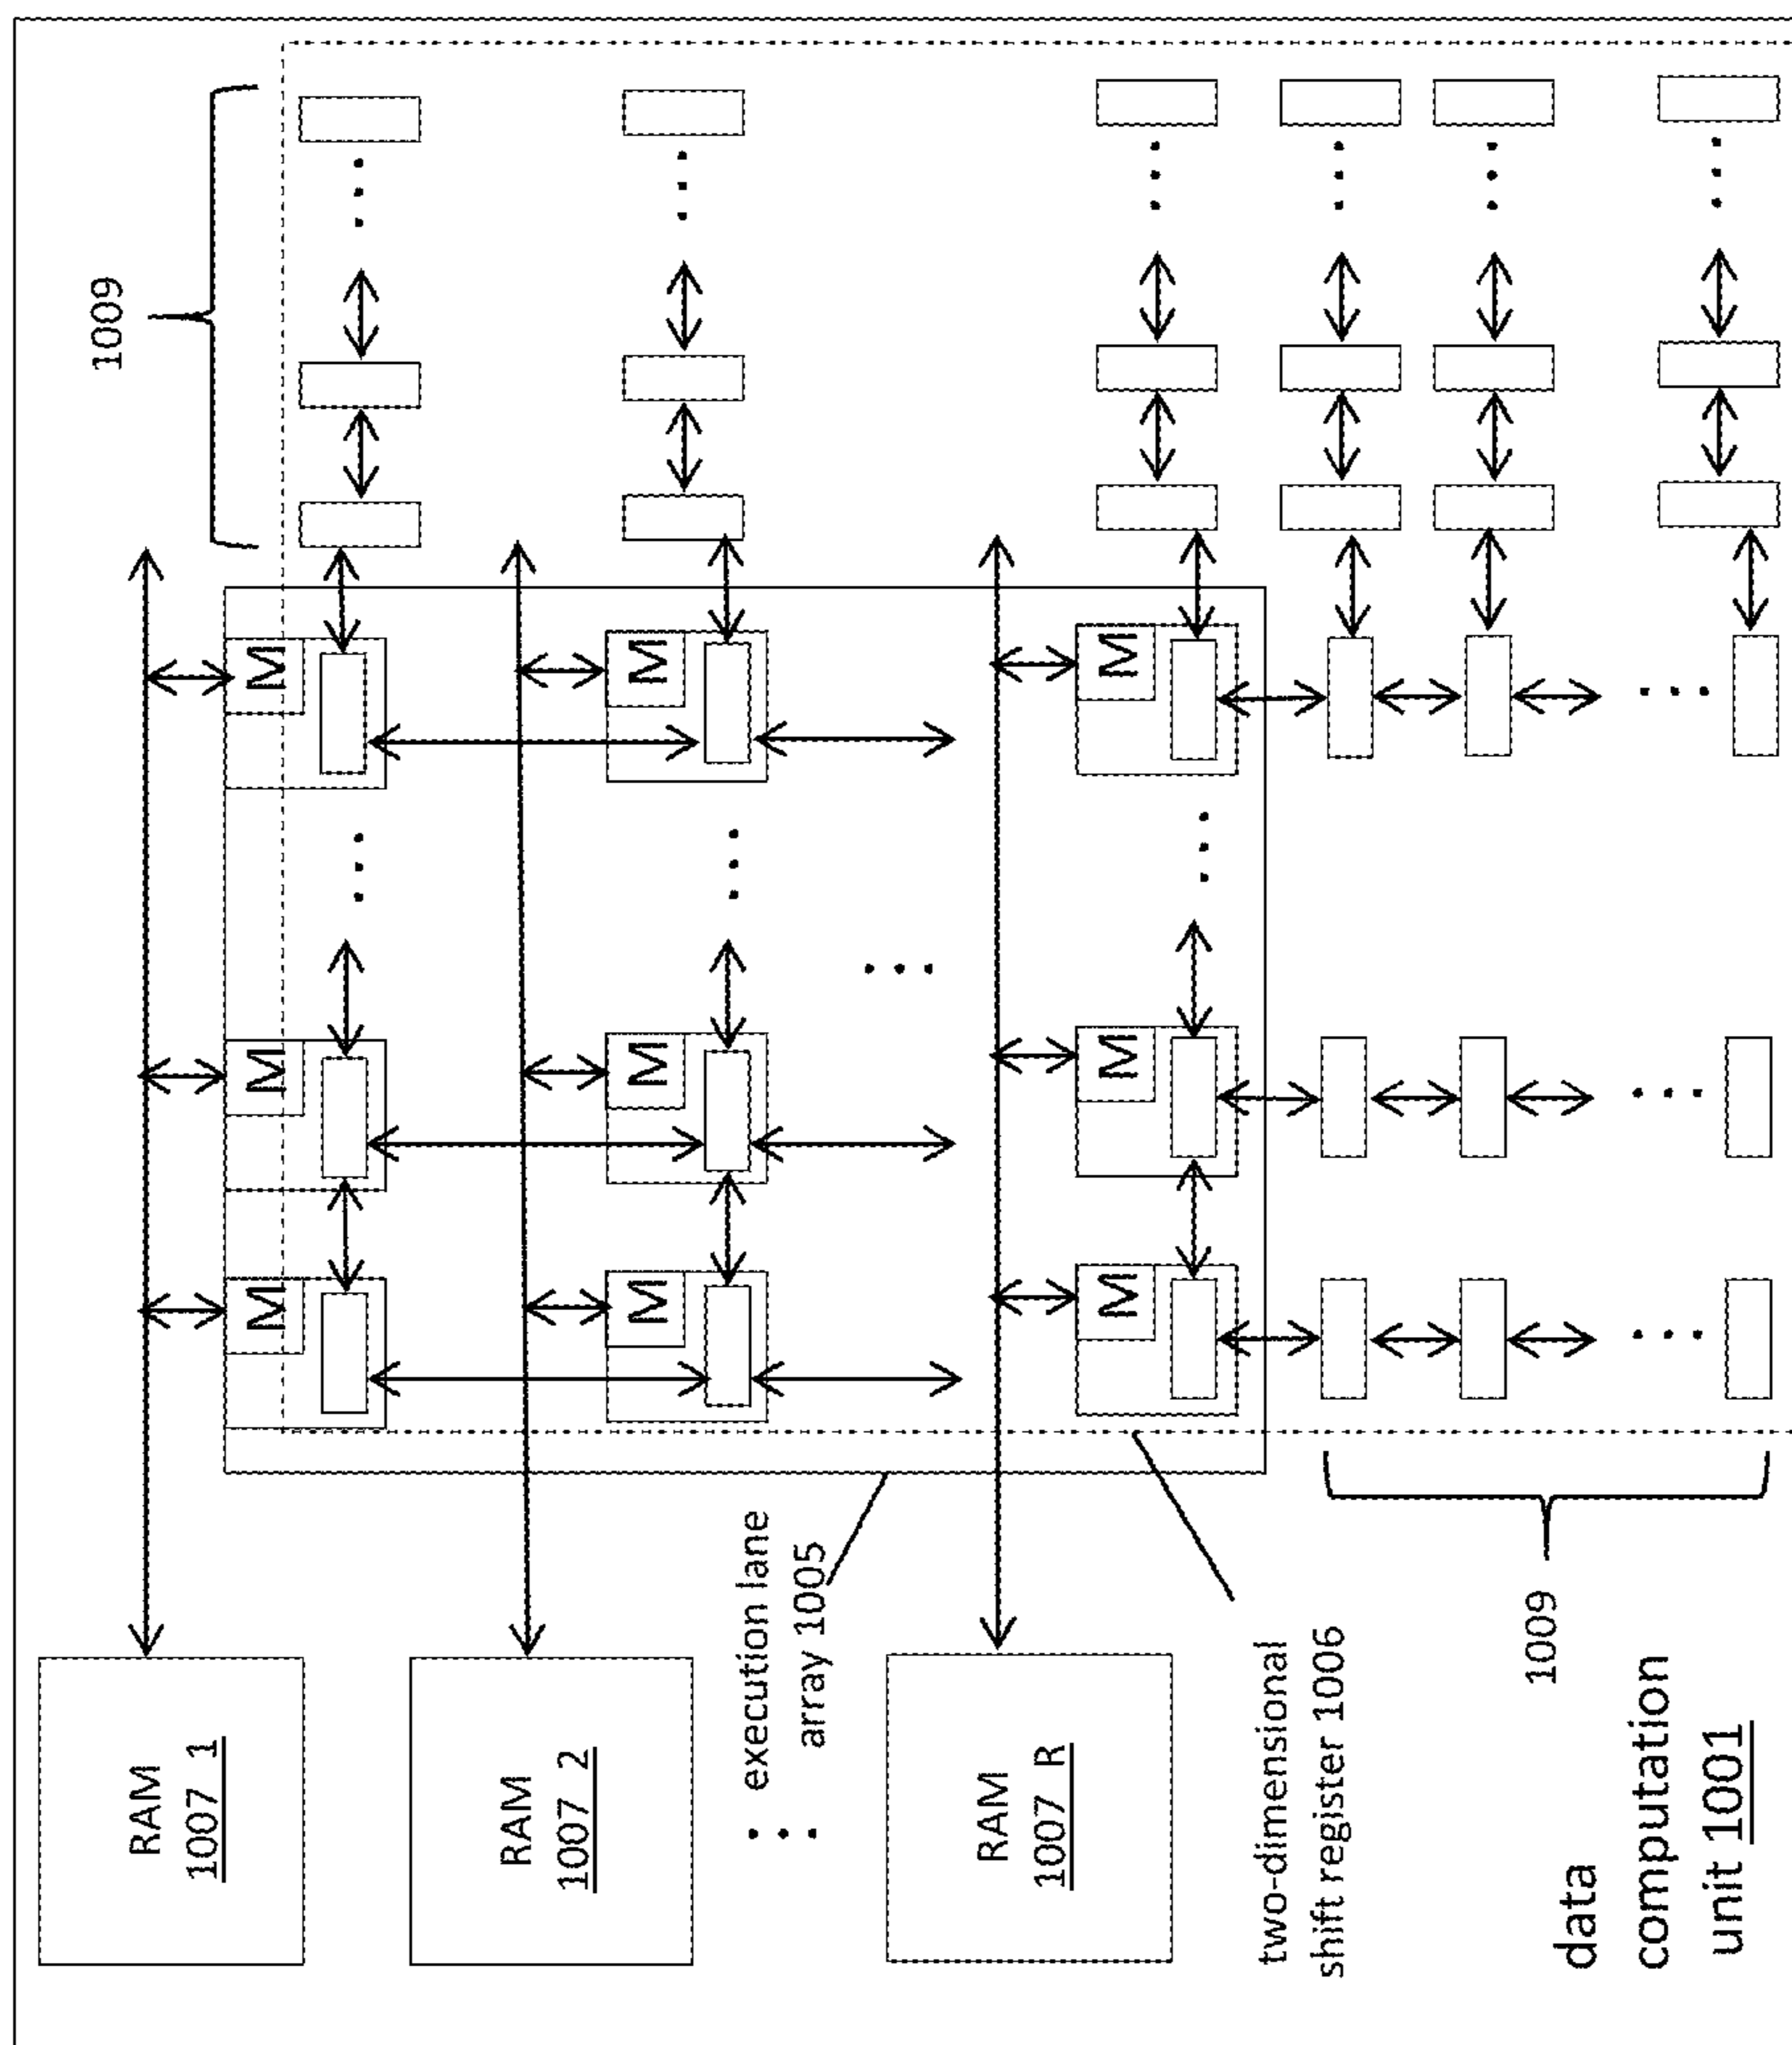 1009
RAM
1007_1
M
M
M
RAM
1007_2
M
M
M
execution lane
array 1005
RAM
1007_R
M
M
M
two-dimensional
shift register 1006
1009
data
computation
unit 1001